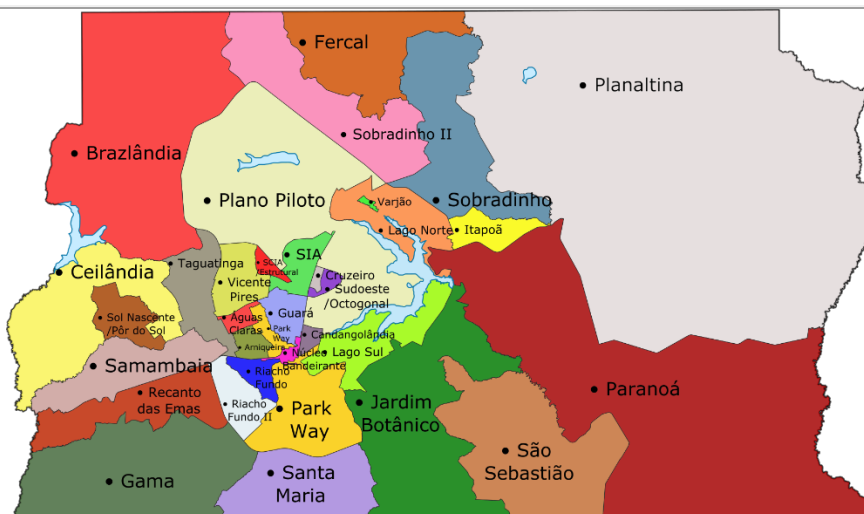 Fercal
Planaltina
Sobradinho II
Brazlândia
Plano Piloto
Varjão
Sobradinho
Lago Norte
Itapoã
SIA
Taguatinga
SCIA
/Estrutural
Ceilândia
Cruzeiro
Vicente
Pires
Sudoeste
/Octogonal
Sol Nascente
/Pôr do Sol
Águas
Claras
Guará
Park
Way
Candangolândia
Arniqueira
Núcleo
Bandeirante
Lago Sul
Samambaia
Riacho
Fundo
Recanto
das Emas
Riacho
Fundo II
Park
Way
Jardim
Botânico
Paranoá
São
Sebastião
Gama
Santa
Maria